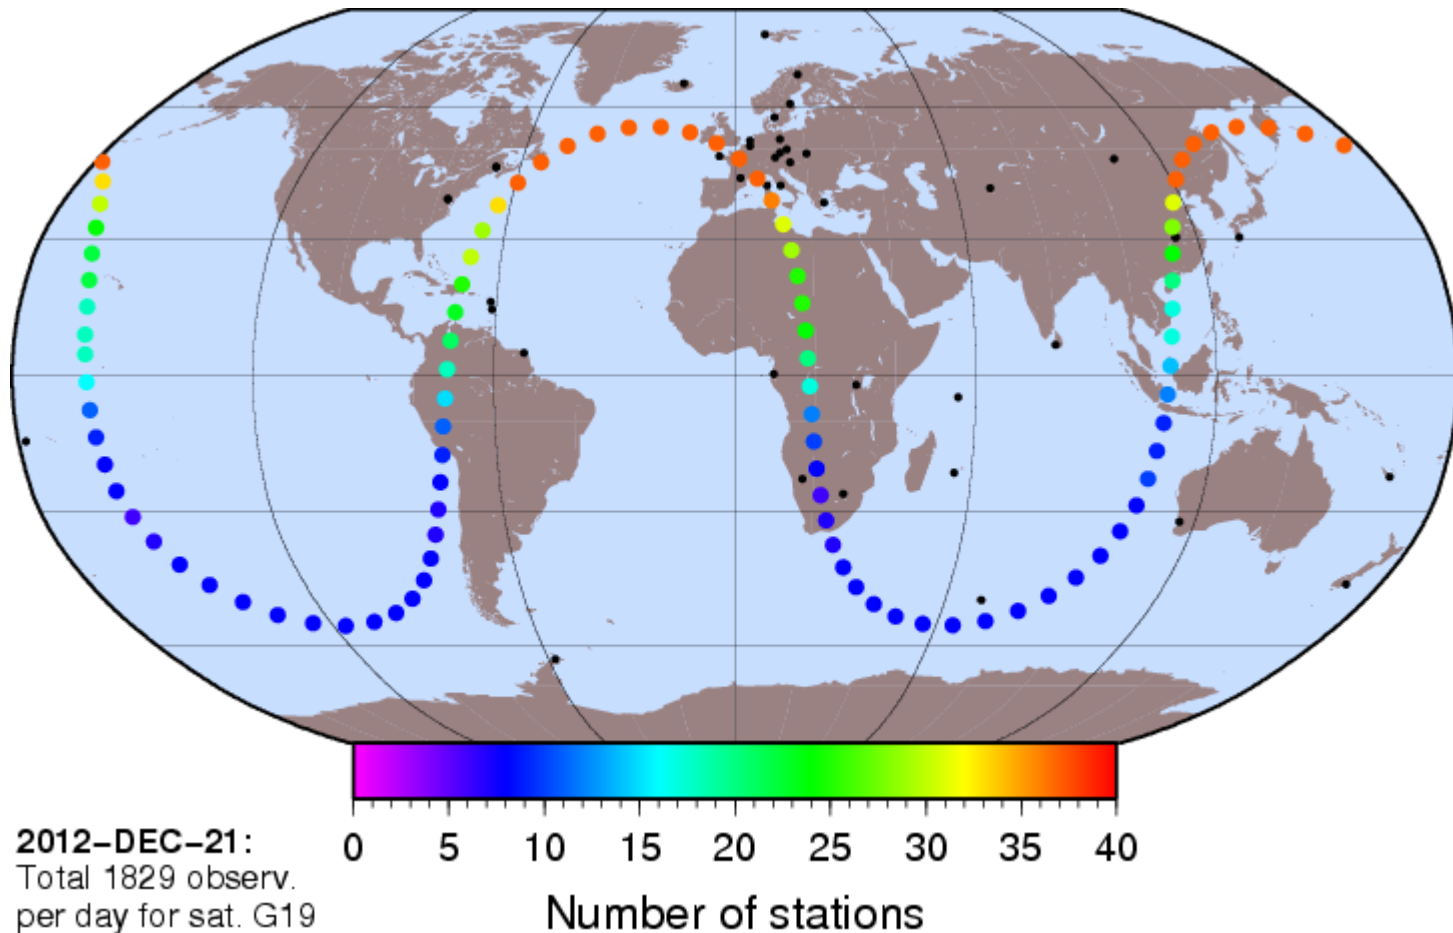 0 5 10 15 20 25 30 35 40
2012-DEC-21:
Total 1829 observ.
per day for sat. G19
Number of stations